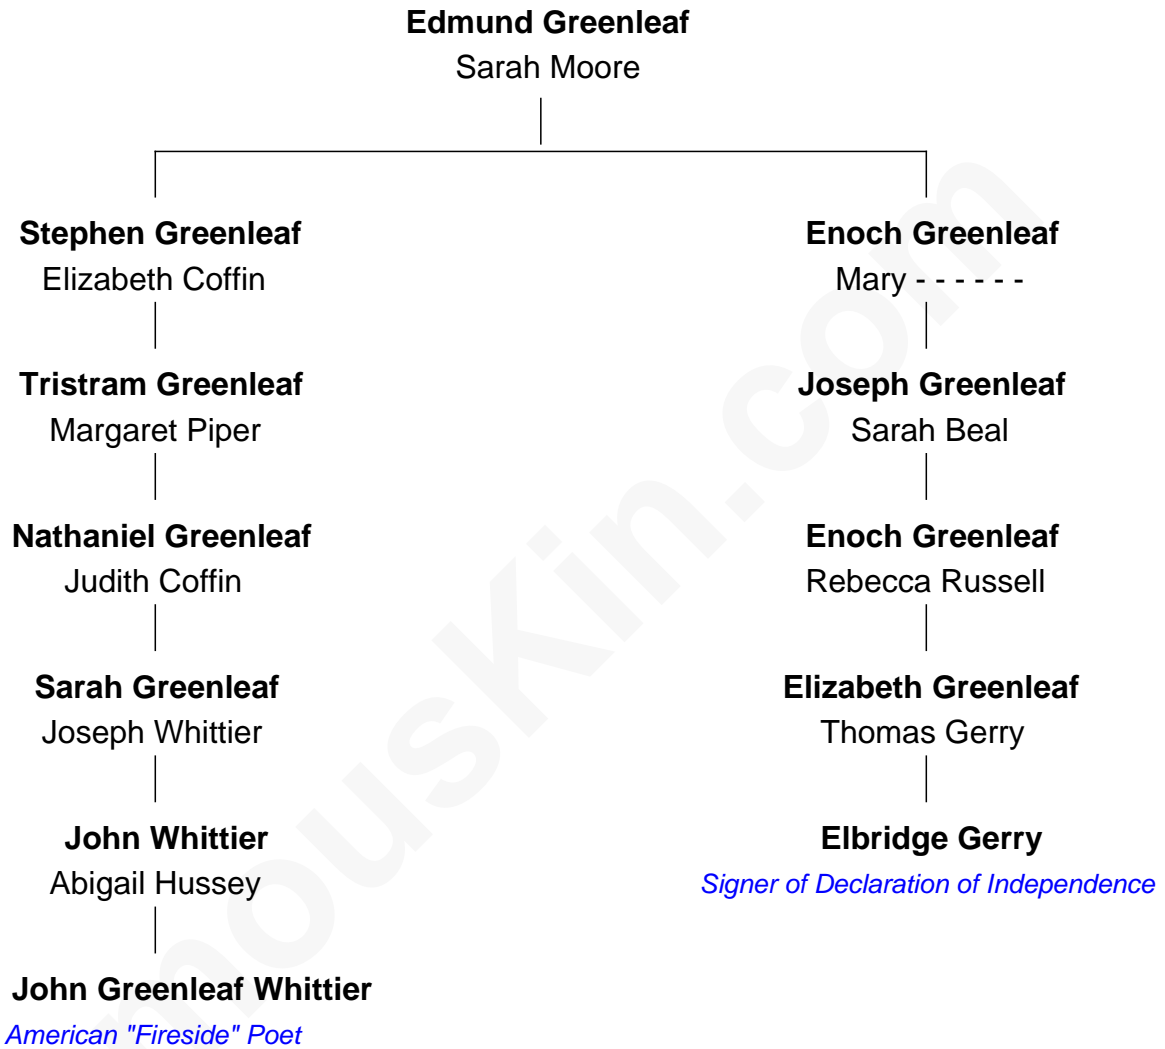 Edmund Greenleaf
Sarah Moore
Stephen Greenleaf
Elizabeth Coffin
Tristram Greenleaf
Margaret Piper
Nathaniel Greenleaf
Judith Coffin
Sarah Greenleaf
Joseph Whittier
John Whittier
Abigail Hussey
John Greenleaf Whittier
American "Fireside" Poet
Enoch Greenleaf
Mary - - - - - -
Joseph Greenleaf
Sarah Beal
Enoch Greenleaf
Rebecca Russell
Elizabeth Greenleaf
Thomas Gerry
Elbridge Gerry
Signer of Declaration of Independence
mouskin.com